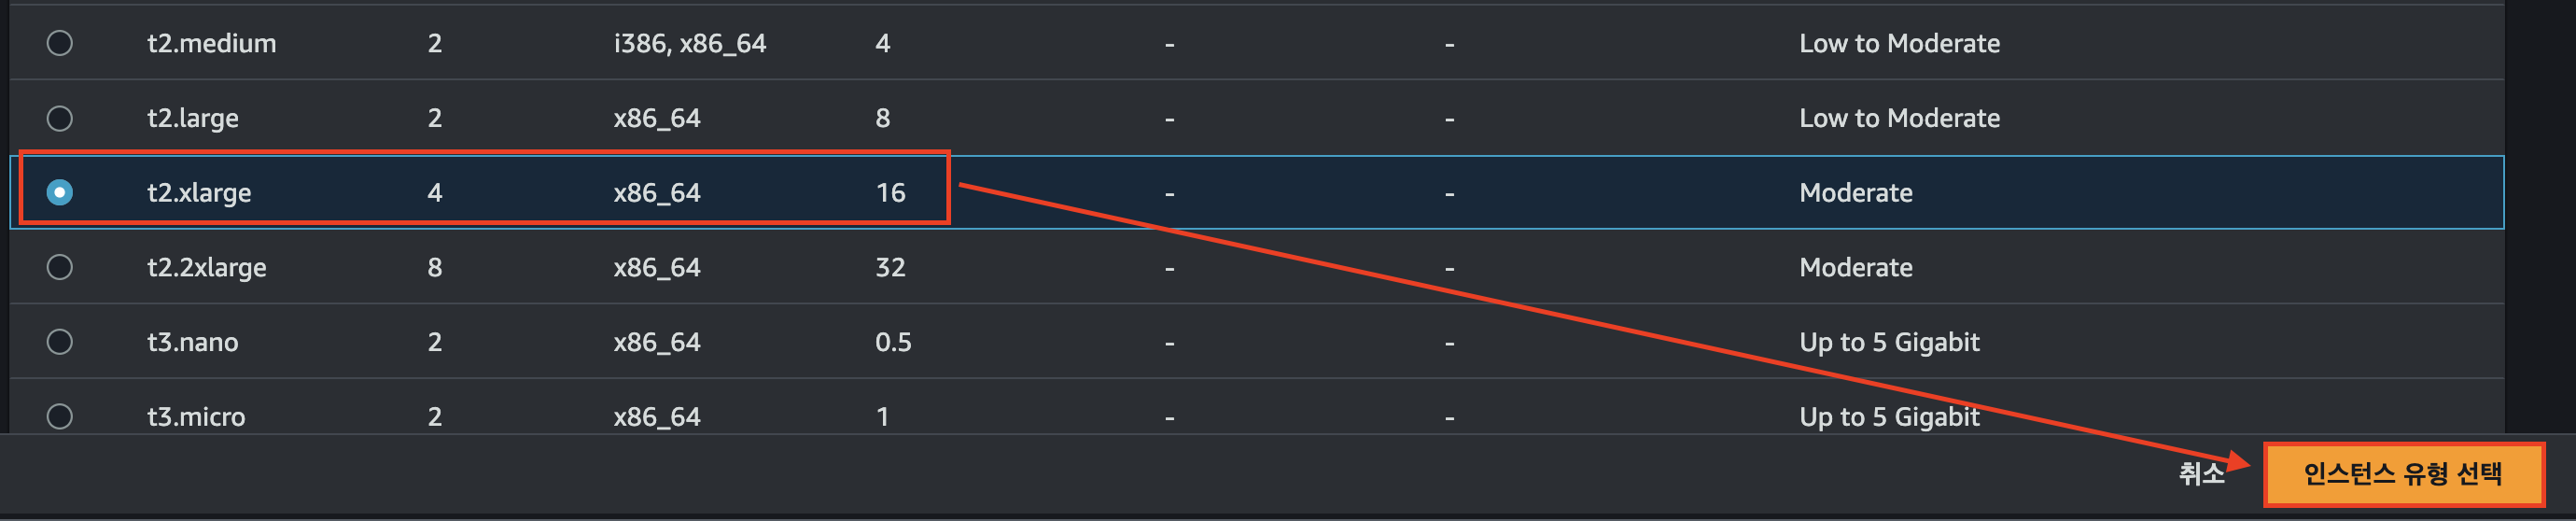 t2.medium 2 i386, x86_64 4 - - Low to Moderate
t2.large 2 x86_64 8 - - Low to Moderate
t2.xlarge 4 x86_64 16 - - Moderate
t2.2xlarge 8 x86_64 32 - - Moderate
t3.nano 2 x86_64 0.5 - - Up to 5 Gigabit
t3.micro 2 x86_64 1 - - Up to 5 Gigabit
취소 인스턴스 유형 선택